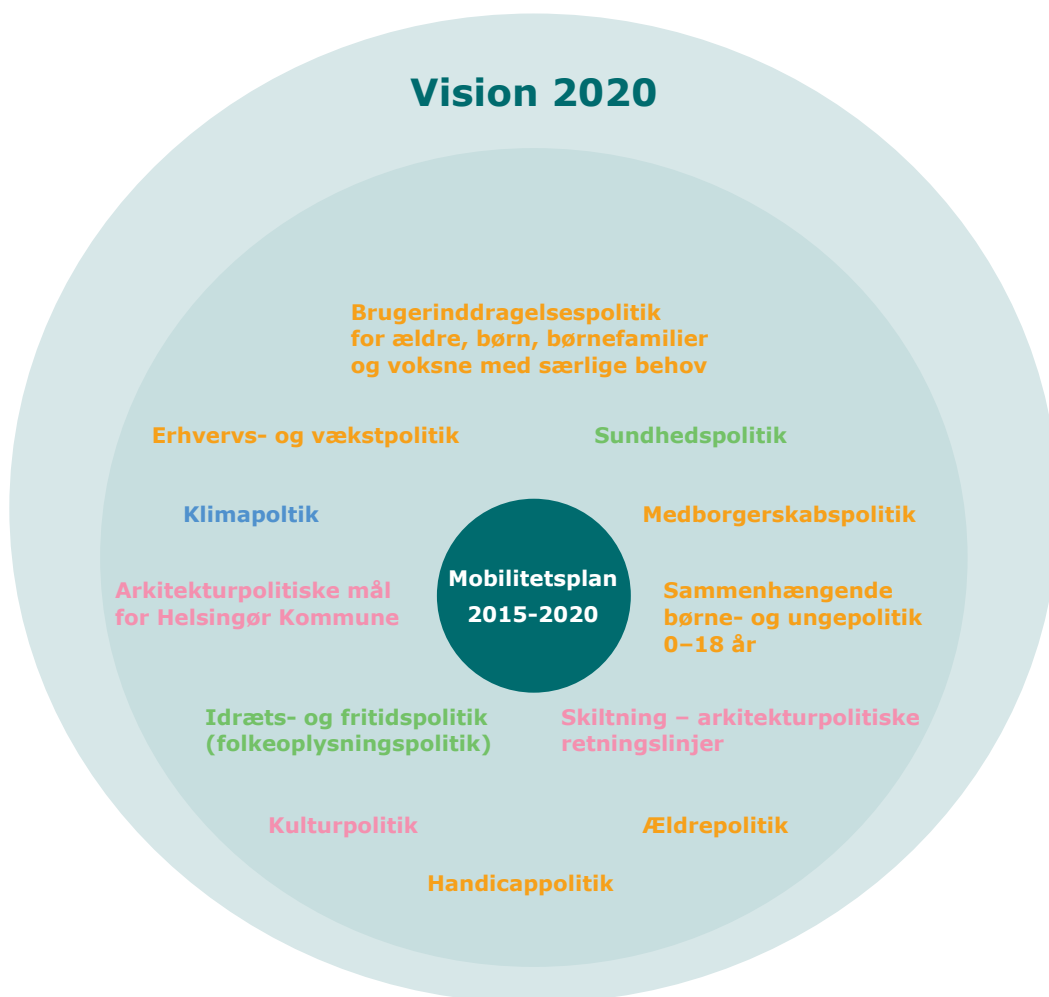 Vision 2020
Brugerinddragelsespolitik
for ældre, børn, børnefamilier
og voksne med særlige behov
Erhvervs- og vækstpolitik
Sundhedspolitik
Klimapoltik
Medborgerskabspolitik
Mobilitetsplan
2015-2020
Arkitekturpolitiske mål
for Helsingør Kommune
Sammenhængende
børne- og ungepolitik
0–18 år
Idræts- og fritidspolitik
(folkeoplysningspolitik)
Skiltning – arkitekturpolitiske
retningslinjer
Kulturpolitik
Ældrepolitik
Handicappolitik